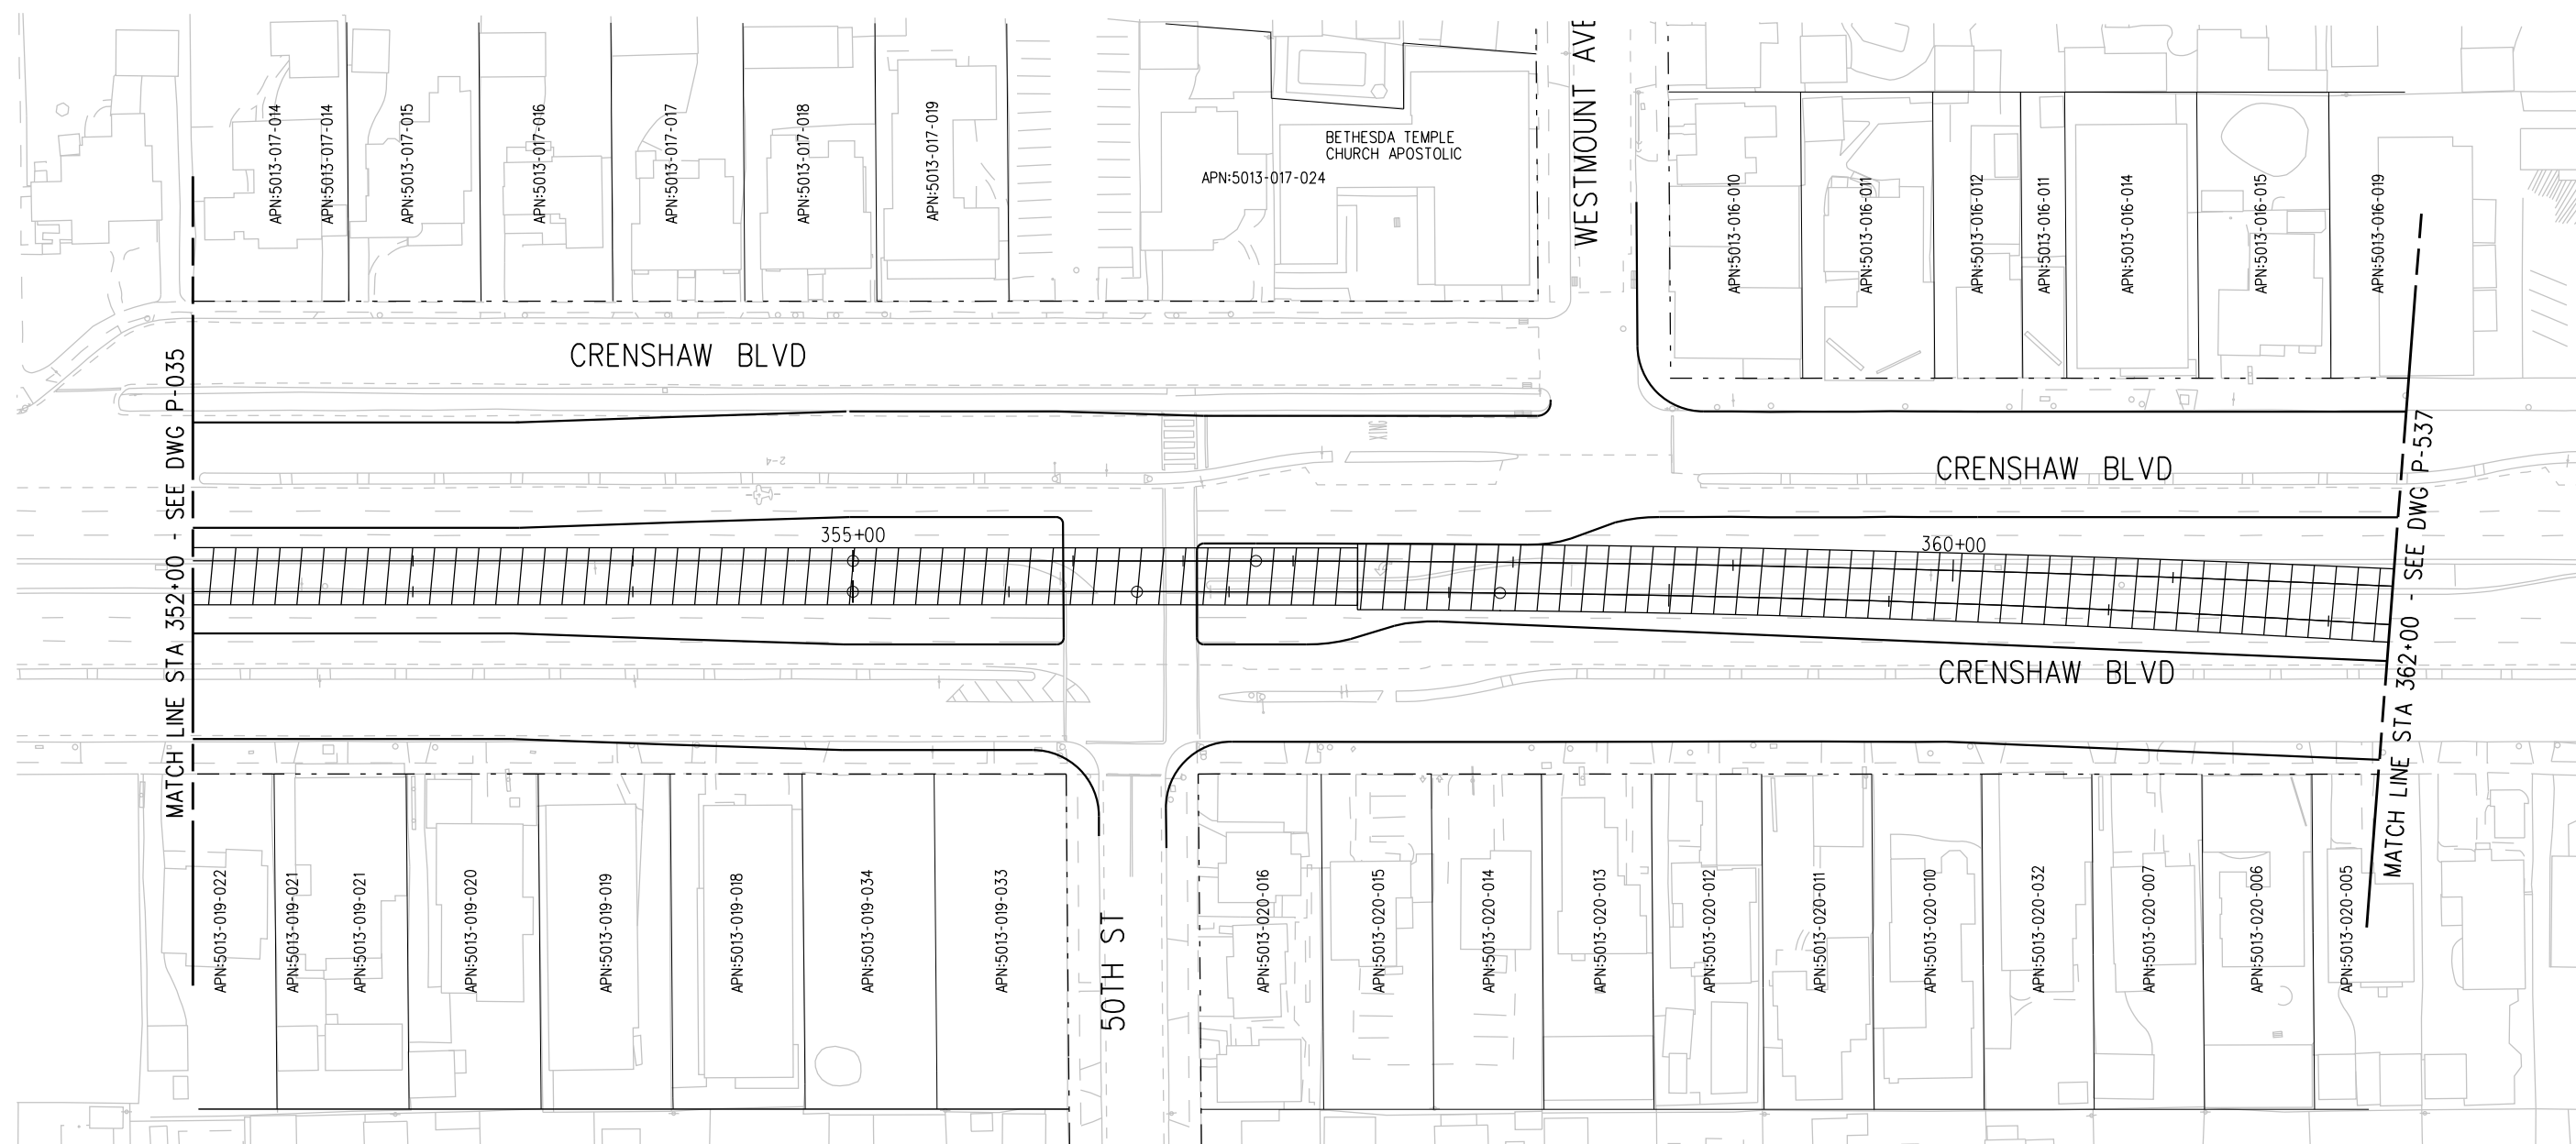 APN:5013-017-014
APN:5013-017-014
APN:5013-017-015
APN:5013-017-016
APN:5013-017-017
APN:5013-017-018
APN:5013-017-019
BETHESDA TEMPLE
CHURCH APOSTOLIC
APN:5013-017-024
WESTMOUNT AVE
APN:5013-016-010
APN:5013-016-011
APN:5013-016-012
APN:5013-016-011
APN:5013-016-014
APN:5013-016-015
APN:5013-016-019
CRENSHAW BLVD
CRENSHAW BLVD
2-4
MATCH LINE STA 352+00 - SEE DWG P-035
355+00
360+00
MATCH LINE STA 362+00 - SEE DWG P-537
CRENSHAW BLVD
APN:5013-019-022
APN:5013-019-021
APN:5013-019-021
APN:5013-019-020
APN:5013-019-019
APN:5013-019-018
APN:5013-019-034
APN:5013-019-033
50TH ST
APN:5013-020-016
APN:5013-020-015
APN:5013-020-014
APN:5013-020-013
APN:5013-020-012
APN:5013-020-011
APN:5013-020-010
APN:5013-020-032
APN:5013-020-007
APN:5013-020-006
APN:5013-020-005